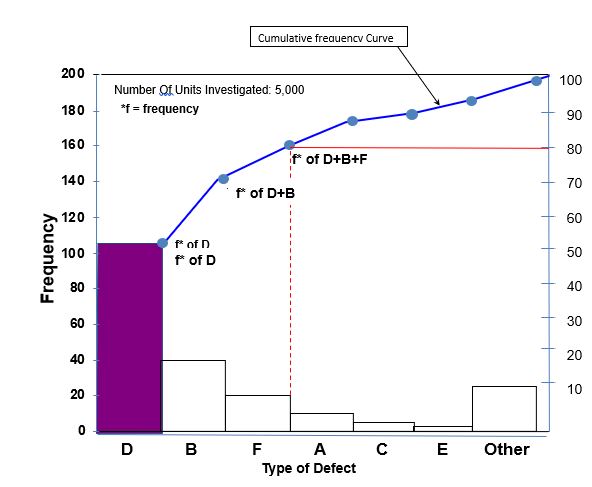 Cumulative frequency Curve
200
180
160
140
120
100
80
60
40
20
0
Frequency
Number Of Units Investigated: 5,000
*f = frequency
f* of D+B+F
f* of D+B
f* of D
f* of D
100
90
80
70
60
50
40
30
20
10
D B F A C E Other
Type of Defect